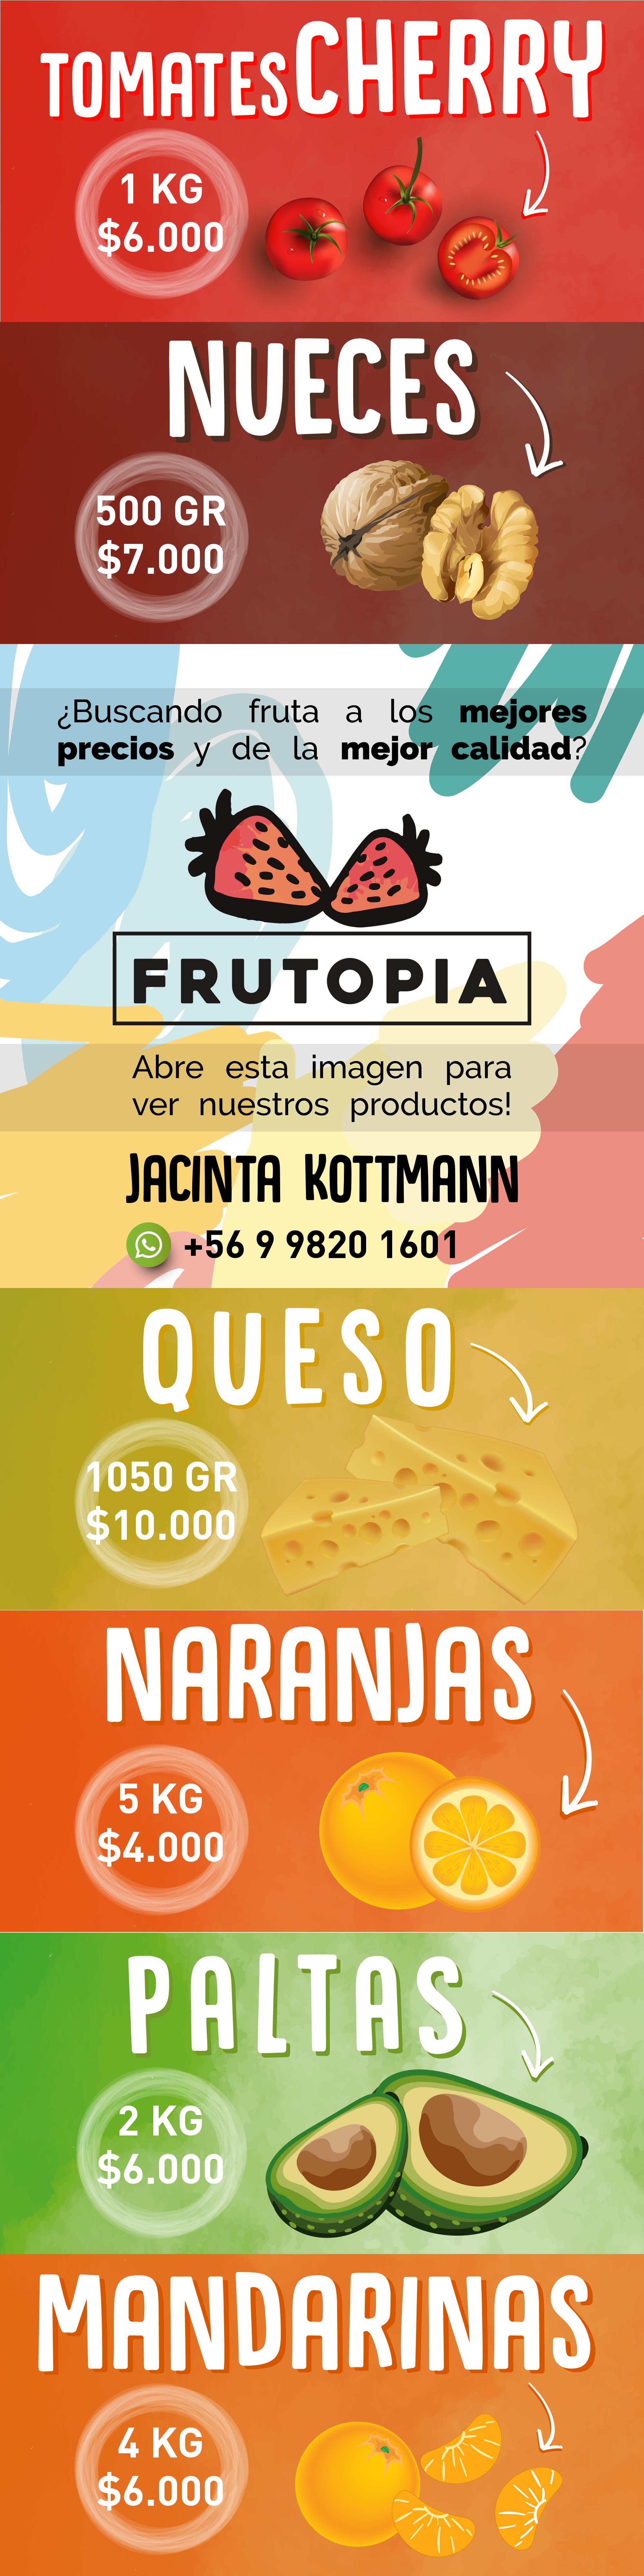 TOMATES CHERRY
1 KG
$6.000
NUECES
500 GR
$7.000
¿Buscando fruta a los mejores
precios y de la mejor calidad?
FRUTOPIA
Abre esta imagen para
ver nuestros productos!
JACINTA KOTTMANN
+56 9 9820 1601
QUESO
1050 GR
$10.000
NARANJAS
5 KG
$4.000
PALTAS
2 KG
$6.000
MANDARINAS
4 KG
$6.000